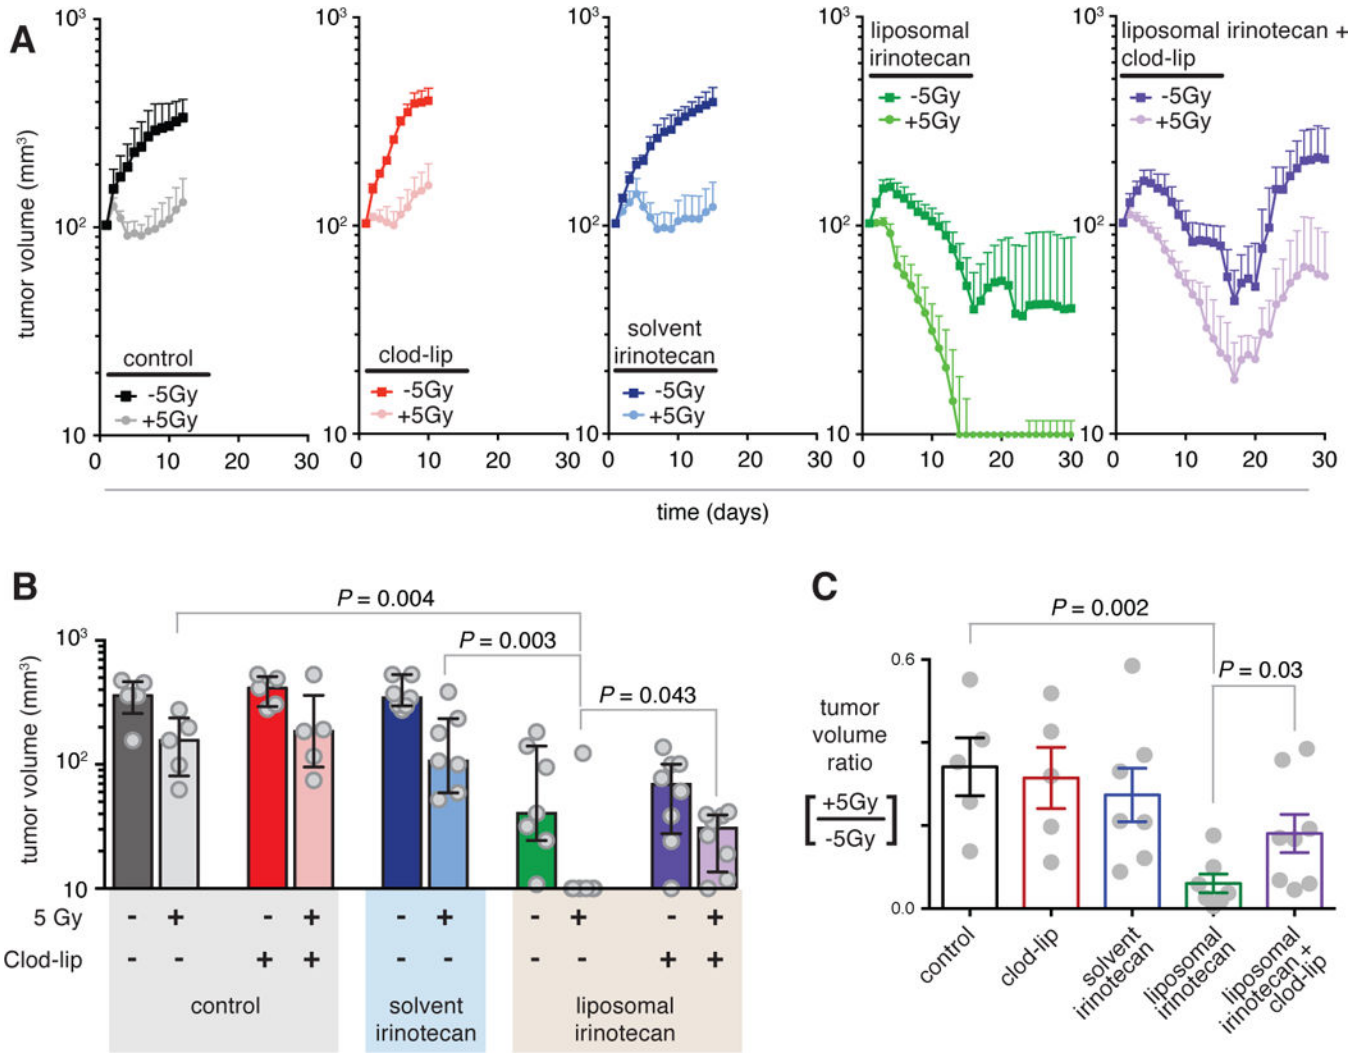 A
tumor volume (mm³)
10³
10²
10
0
10
20
30
control
-5Gy
+5Gy
10³
10²
10
0
10
20
30
clod-lip
-5Gy
+5Gy
10³
10²
10
0
10
20
30
solvent
irinotecan
-5Gy
+5Gy
10³
10²
10
0
10
20
30
liposomal
irinotecan
-5Gy
+5Gy
10³
10²
10
0
10
20
30
liposomal irinotecan +
clod-lip
-5Gy
+5Gy
time (days)
B
P = 0.004
P = 0.003
P = 0.043
tumor volume (mm³)
10³
10²
10
5 Gy - + - + - + - + - +
Clod-lip - - + + - - - - + +
control
solvent
irinotecan
liposomal
irinotecan
C
P = 0.002
P = 0.03
0.6
0.0
tumor
volume
ratio
[+5Gy
-5Gy]
control
clod-lip
solvent
irinotecan
liposomal
irinotecan
liposomal
irinotecan +
clod-lip